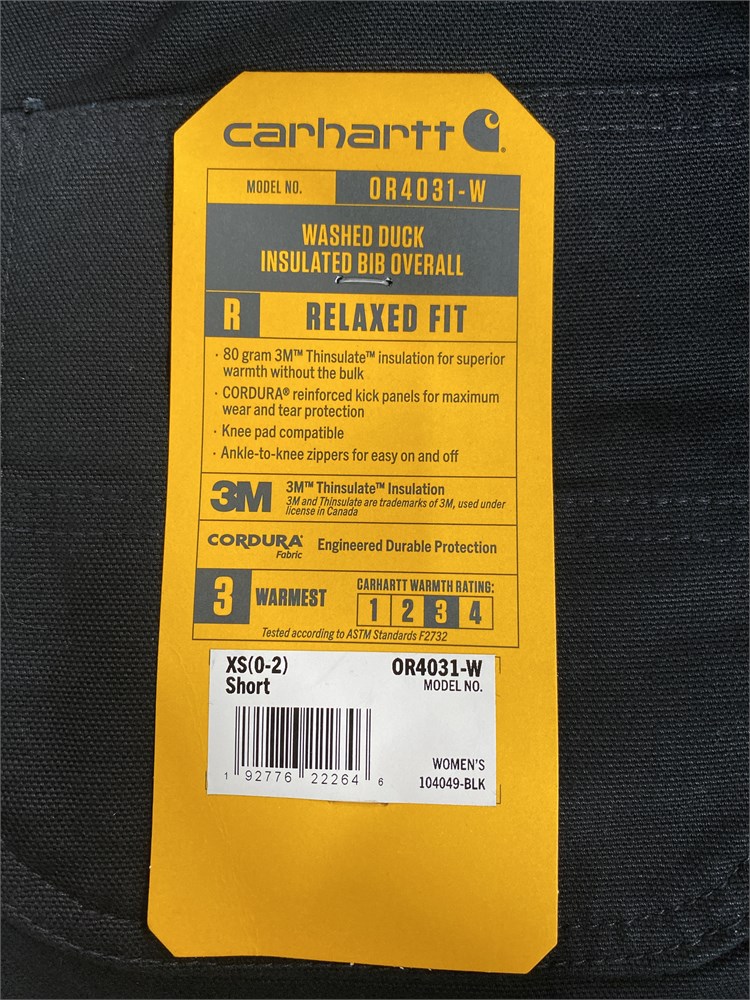 carhartt
MODEL NO. OR4031-W
WASHED DUCK
INSULATED BIB OVERALL
R RELAXED FIT
· 80 gram 3M™ Thinsulate™ insulation for superior
warmth without the bulk
· CORDURA® reinforced kick panels for maximum
wear and tear protection
· Knee pad compatible
· Ankle-to-knee zippers for easy on and off
3M 3M™ Thinsulate™ Insulation
3M and Thinsulate are trademarks of 3M, used under
license in Canada
CORDURA® Engineered Durable Protection
Fabric
3 WARMEST CARHARTT WARMTH RATING:
1 2 3 4
Tested according to ASTM Standards F2732
XS(0-2) OR4031-W
Short MODEL NO.
WOMEN'S
104049-BLK
1 92776 22264 6